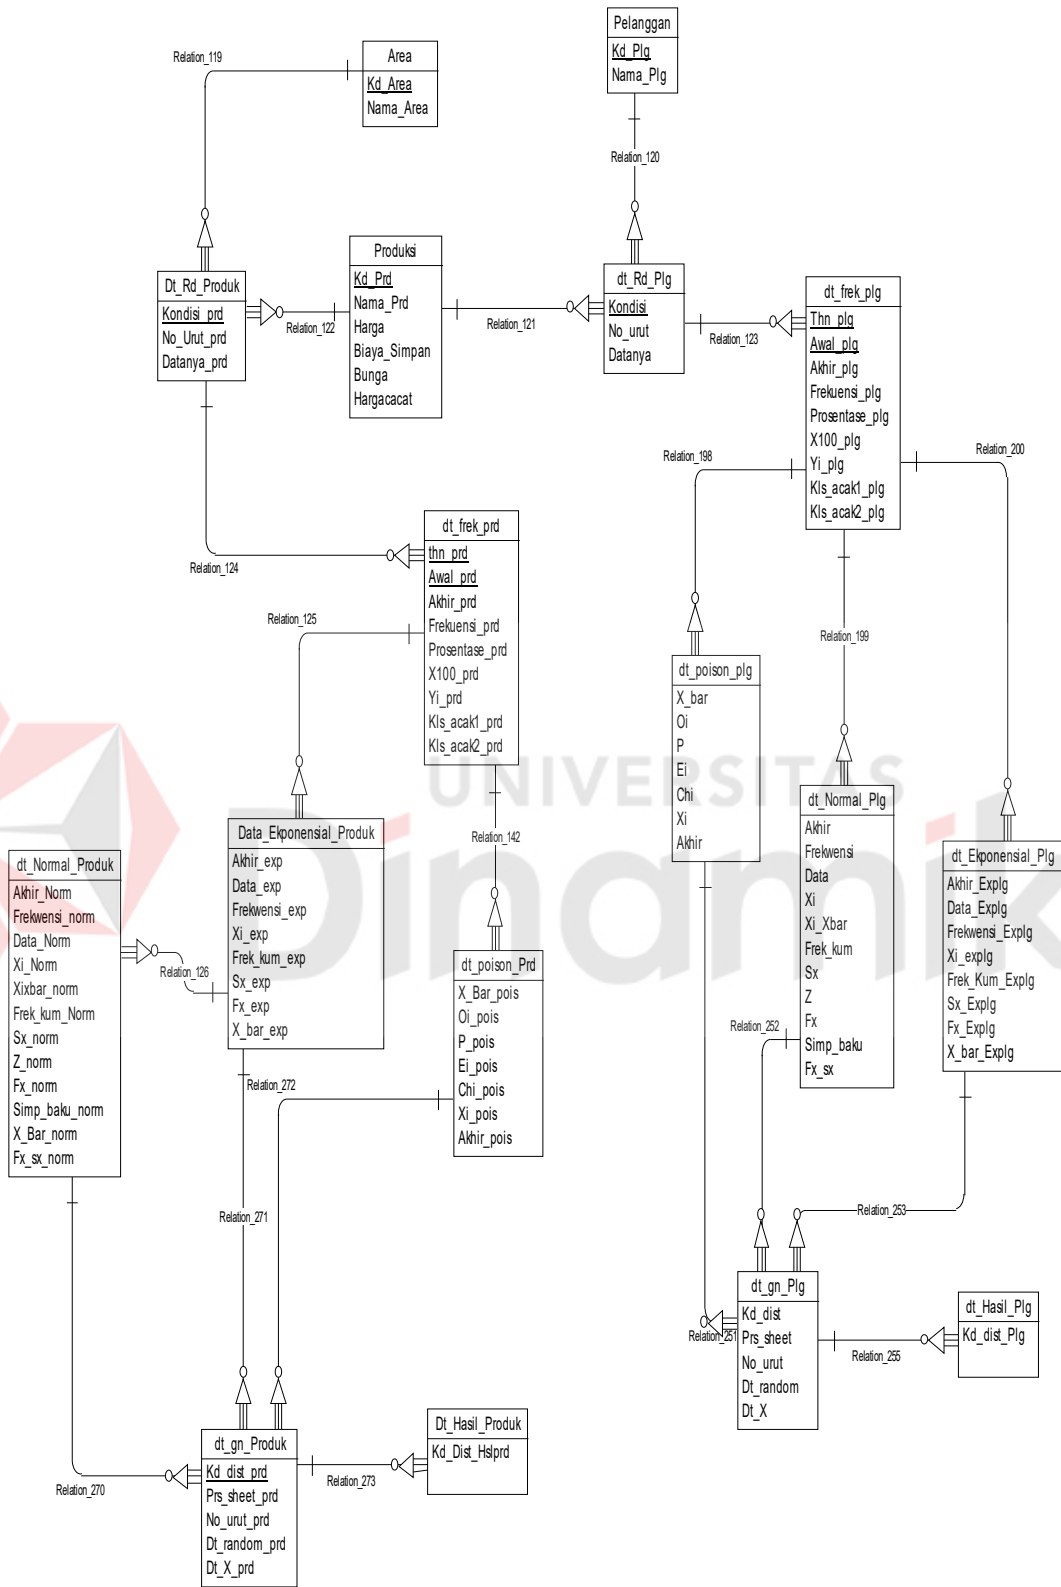 Pelanggan
Kd_Plg
Nama_Plg
Relation_119
Area
Kd_Area
Nama_Area
Relation_120
Produksi
Kd_Prd
Nama_Prd
Harga
Biaya_Simpan
Bunga
Hargacacat
Dt_Rd_Produk
Kondisi_prd
No_Urut_prd
Datanya_prd
Relation_122
Relation_121
dt_Rd_Plg
Kondisi
No_urut
Datanya
Relation_123
dt_frek_plg
Thn_plg
Awal_plg
Akhir_plg
Frekuensi_plg
Prosentase_plg
X100_plg
Yi_plg
Kls_acak1_plg
Kls_acak2_plg
Relation_198
Relation_200
Relation_199
Relation_124
dt_frek_prd
thn_prd
Awal_prd
Akhir_prd
Frekuensi_prd
Prosentase_prd
X100_prd
Yi_prd
Kls_acak1_prd
Kls_acak2_prd
Relation_125
Relation_142
dt_poison_plg
X_bar
Oi
P
Ei
Chi
Xi
Akhir
UNIVERSITAS
Dinamik
dt_Normal_Plg
Akhir
Frekwensi
Data
Xi
Xi_Xbar
Frek_kum
Sx
Z
Fx
Simp_baku
Fx_sx
dt_Ekponensial_Plg
Akhir_Explg
Data_Explg
Frekwensi_Explg
Xi_explg
Frek_Kum_Explg
Sx_Explg
Fx_Explg
X_bar_Explg
Data_Ekponensial_Produk
Akhir_exp
Data_exp
Frekwensi_exp
Xi_exp
Frek_kum_exp
Sx_exp
Fx_exp
X_bar_exp
dt_Normal_Produk
Akhir_Norm
Frekwensi_norm
Data_Norm
Xi_Norm
Xixbar_norm
Frek_kum_Norm
Sx_norm
Z_norm
Fx_norm
Simp_baku_norm
X_Bar_norm
Fx_sx_norm
Relation_126
dt_poison_Prd
X_Bar_pois
Oi_pois
P_pois
Ei_pois
Chi_pois
Xi_pois
Akhir_pois
Relation_272
Relation_252
Relation_271
Relation_253
dt_gn_Plg
Kd_dist
Prs_sheet
No_urut
Dt_random
Dt_X
Relation_251
Relation_255
dt_Hasil_Plg
Kd_dist_Plg
dt_gn_Produk
Kd_dist_prd
Prs_sheet_prd
No_urut_prd
Dt_random_prd
Dt_X_prd
Relation_270
Relation_273
Dt_Hasil_Produk
Kd_Dist_Hslprd